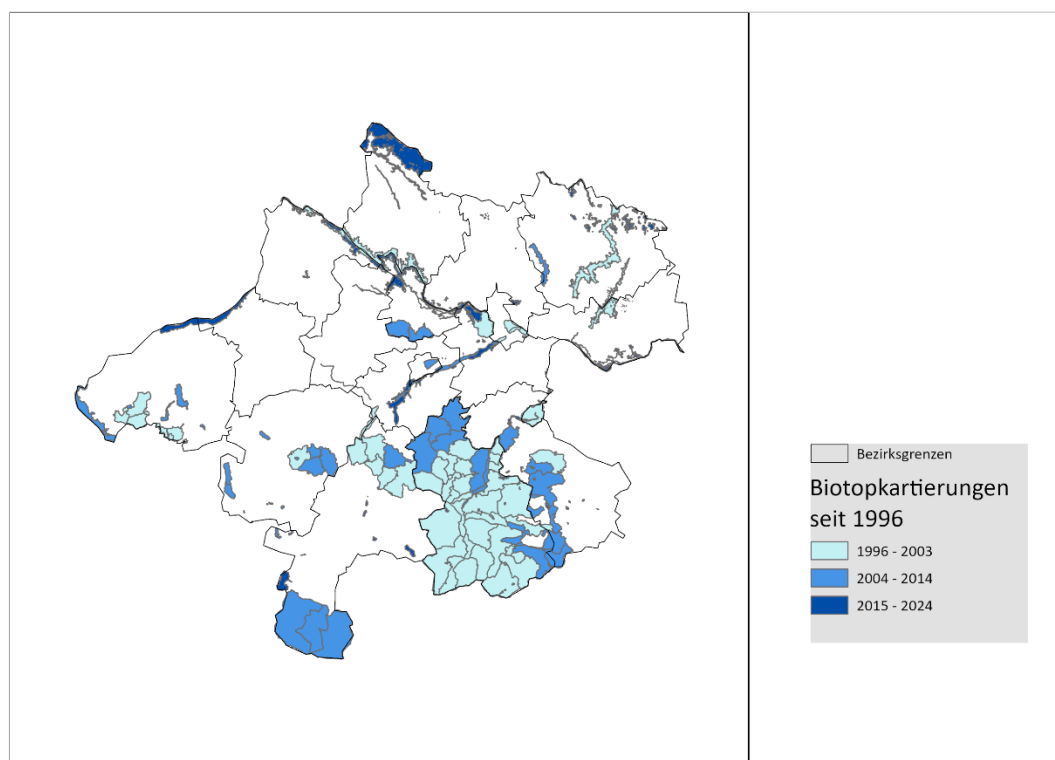 Bezirksgrenzen
Biotopkartierungen
seit 1996
1996 - 2003
2004 - 2014
2015 - 2024